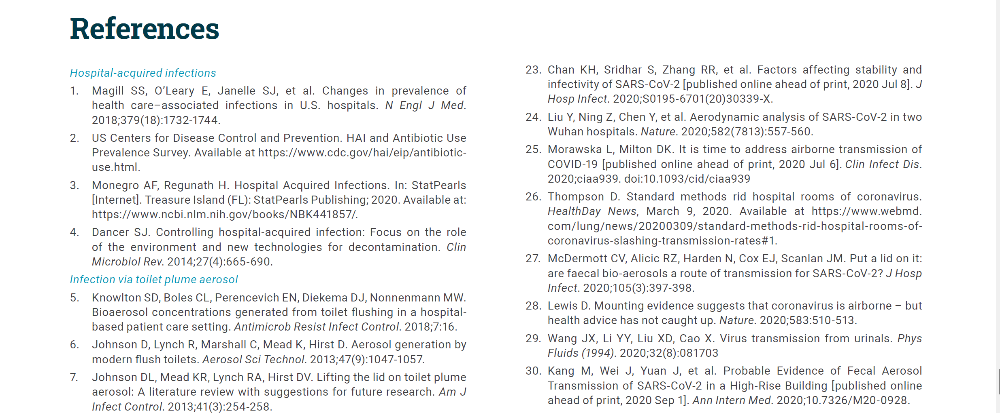 References
Hospital-acquired infections
1. Magill SS, O’Leary E, Janelle SJ, et al. Changes in prevalence of
health care–associated infections in U.S. hospitals. N Engl J Med.
2018;379(18):1732-1744.
2. US Centers for Disease Control and Prevention. HAI and Antibiotic Use
Prevalence Survey. Available at https://www.cdc.gov/hai/eip/antibiotic-
use.html.
3. Monegro AF, Regunath H. Hospital Acquired Infections. In: StatPearls
[Internet]. Treasure Island (FL): StatPearls Publishing; 2020. Available at:
https://www.ncbi.nlm.nih.gov/books/NBK441857/.
4. Dancer SJ. Controlling hospital-acquired infection: Focus on the role
of the environment and new technologies for decontamination. Clin
Microbiol Rev. 2014;27(4):665-690.
Infection via toilet plume aerosol
5. Knowlton SD, Boles CL, Perencevich EN, Diekema DJ, Nonnenmann MW.
Bioaerosol concentrations generated from toilet flushing in a hospital-
based patient care setting. Antimicrob Resist Infect Control. 2018;7:16.
6. Johnson D, Lynch R, Marshall C, Mead K, Hirst D. Aerosol generation by
modern flush toilets. Aerosol Sci Technol. 2013;47(9):1047-1057.
7. Johnson DL, Mead KR, Lynch RA, Hirst DV. Lifting the lid on toilet plume
aerosol: A literature review with suggestions for future research. Am J
Infect Control. 2013;41(3):254-258.
23. Chan KH, Sridhar S, Zhang RR, et al. Factors affecting stability and
infectivity of SARS-CoV-2 [published online ahead of print, 2020 Jul 8]. J
Hosp Infect. 2020;S0195-6701(20)30339-X.
24. Liu Y, Ning Z, Chen Y, et al. Aerodynamic analysis of SARS-CoV-2 in two
Wuhan hospitals. Nature. 2020;582(7813):557-560.
25. Morawska L, Milton DK. It is time to address airborne transmission of
COVID-19 [published online ahead of print, 2020 Jul 6]. Clin Infect Dis.
2020;ciaa939. doi:10.1093/cid/ciaa939
26. Thompson D. Standard methods rid hospital rooms of coronavirus.
HealthDay News, March 9, 2020. Available at https://www.webmd.
com/lung/news/20200309/standard-methods-rid-hospital-rooms-of-
coronavirus-slashing-transmission-rates#1.
27. McDermott CV, Alicic RZ, Harden N, Cox EJ, Scanlan JM. Put a lid on it:
are faecal bio-aerosols a route of transmission for SARS-CoV-2? J Hosp
Infect. 2020;105(3):397-398.
28. Lewis D. Mounting evidence suggests that coronavirus is airborne – but
health advice has not caught up. Nature. 2020;583:510-513.
29. Wang JX, Li YY, Liu XD, Cao X. Virus transmission from urinals. Phys
Fluids (1994). 2020;32(8):081703
30. Kang M, Wei J, Yuan J, et al. Probable Evidence of Fecal Aerosol
Transmission of SARS-CoV-2 in a High-Rise Building [published online
ahead of print, 2020 Sep 1]. Ann Intern Med. 2020;10.7326/M20-0928.